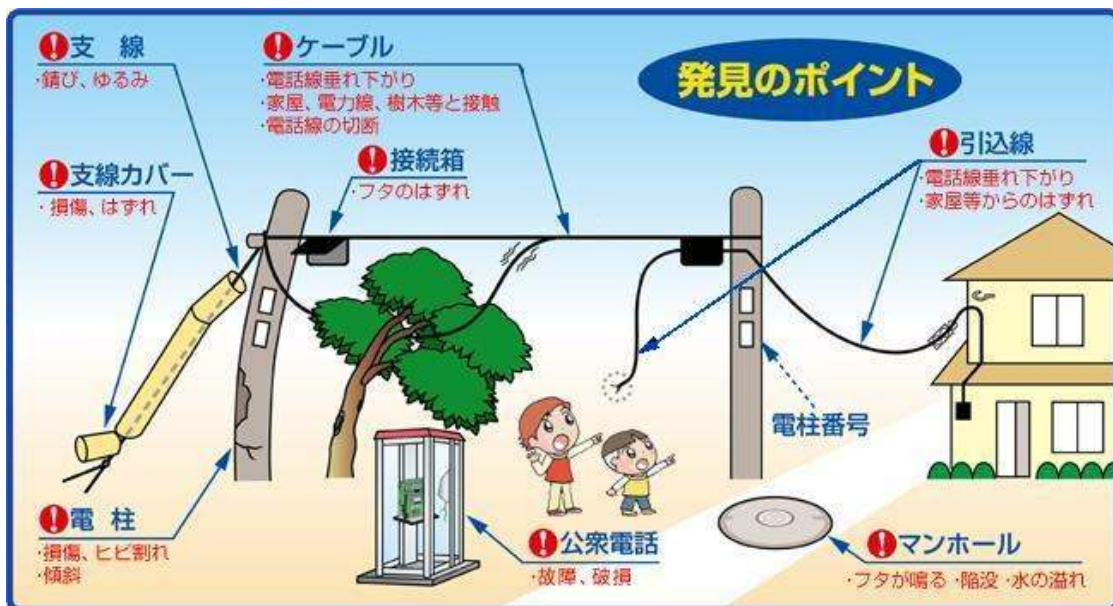 発見のポイント
支 線
・錆び、ゆるみ
ケーブル
・電話線垂れ下がり
・家屋、電力線、樹木等と接触
・電話線の切断
接続箱
・フタのはずれ
引込線
・電話線垂れ下がり
・家屋等からのはずれ
支線カバー
・損傷、はずれ
電柱番号
電 柱
・損傷、ヒビ割れ
・傾斜
公衆電話
・故障、破損
マンホール
・フタが鳴る・陥没・水の溢れ